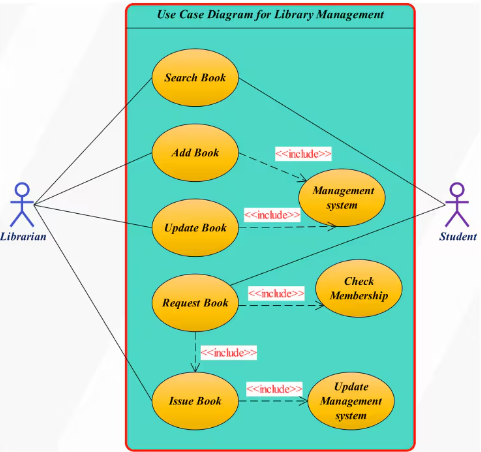 Use Case Diagram for Library Management
Search Book
Add Book
<<include>>
Management
system
<<include>>
Update Book
Librarian
Student
Check
Membership
<<include>>
Request Book
<<include>>
Update
<<include>>
Issue Book
Management
system